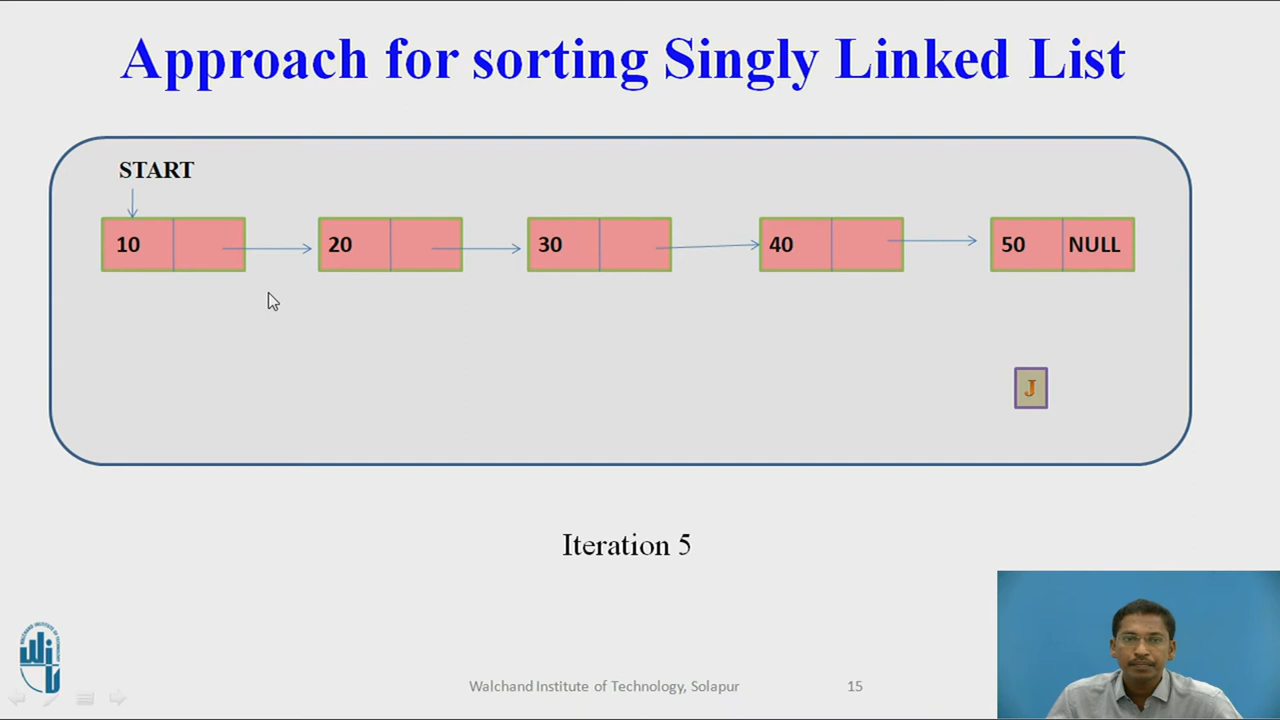 Approach for sorting Singly Linked List
START
10 20 30 40 50 NULL
J
Iteration 5
Walchand Institute of Technology, Solapur 15